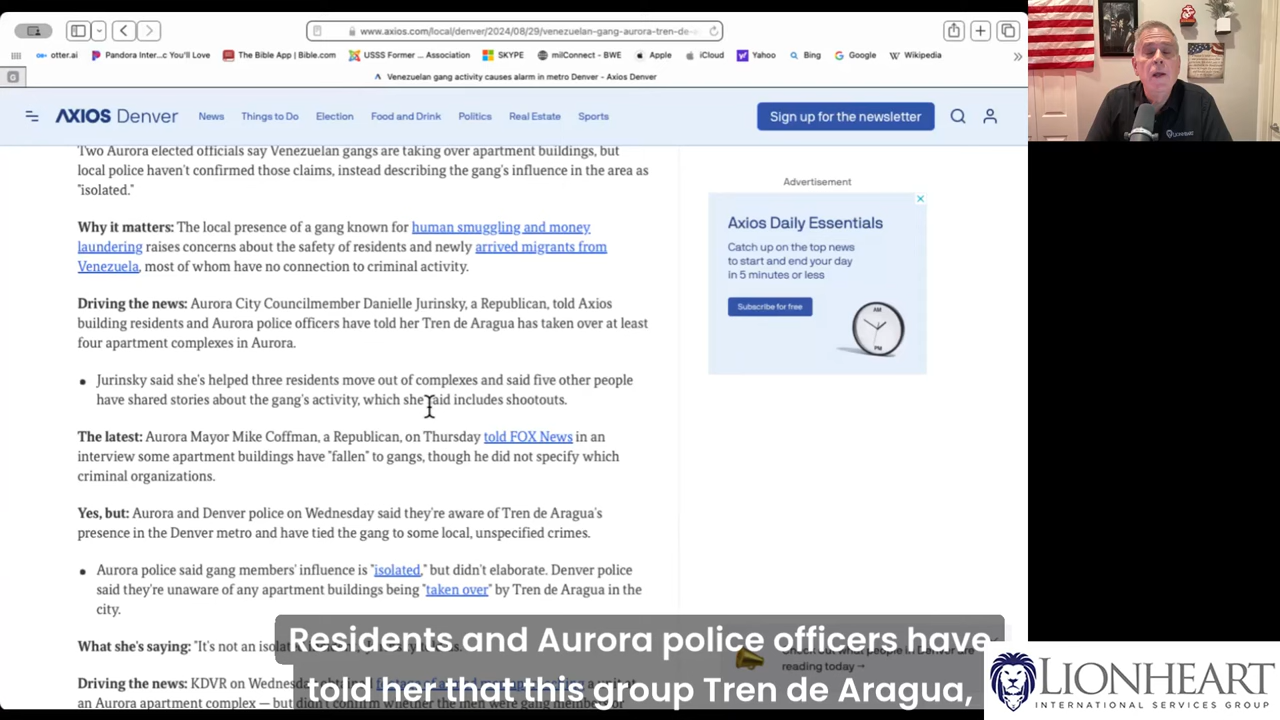 www.axios.com/local/denver/2024/08/29/venezuelan-gang-aurora-tren-de-
otter.ai
Pandora Inter...c You'll Love
The Bible App | Bible.com
USSS Former ... Association
SKYPE
milConnect - BWE
Apple
iCloud
Yahoo
Bing
Google
Wikipedia
Venezuelan gang activity causes alarm in metro Denver - Axios Denver
AXIOS Denver
News
Things to Do
Election
Food and Drink
Politics
Real Estate
Sports
Sign up for the newsletter
Two Aurora elected officials say Venezuelan gangs are taking over apartment buildings, but
local police haven't confirmed those claims, instead describing the gang's influence in the area as
"isolated."
Why it matters: The local presence of a gang known for human smuggling and money
laundering raises concerns about the safety of residents and newly arrived migrants from
Venezuela, most of whom have no connection to criminal activity.
Driving the news: Aurora City Councilmember Danielle Jurinsky, a Republican, told Axios
building residents and Aurora police officers have told her Tren de Aragua has taken over at least
four apartment complexes in Aurora.
Jurinsky said she's helped three residents move out of complexes and said five other people
have shared stories about the gang's activity, which she said includes shootouts.
The latest: Aurora Mayor Mike Coffman, a Republican, on Thursday told FOX News in an
interview some apartment buildings have "fallen" to gangs, though he did not specify which
criminal organizations.
Yes, but: Aurora and Denver police on Wednesday said they're aware of Tren de Aragua's
presence in the Denver metro and have tied the gang to some local, unspecified crimes.
Aurora police said gang members' influence is "isolated," but didn't elaborate. Denver police
said they're unaware of any apartment buildings being "taken over" by Tren de Aragua in the
city.
What she's saying: "It's not an
Driving the news: KDVR on Wednesday
an Aurora apartment complex — but
Advertisement
Axios Daily Essentials
Catch up on the top news
to start and end your day
in 5 minutes or less
Subscribe for free
AM
PM
reading today →
Residents and Aurora police officers have
told her that this group Tren de Aragua,
LIONHEART
INTERNATIONAL SERVICES GROUP